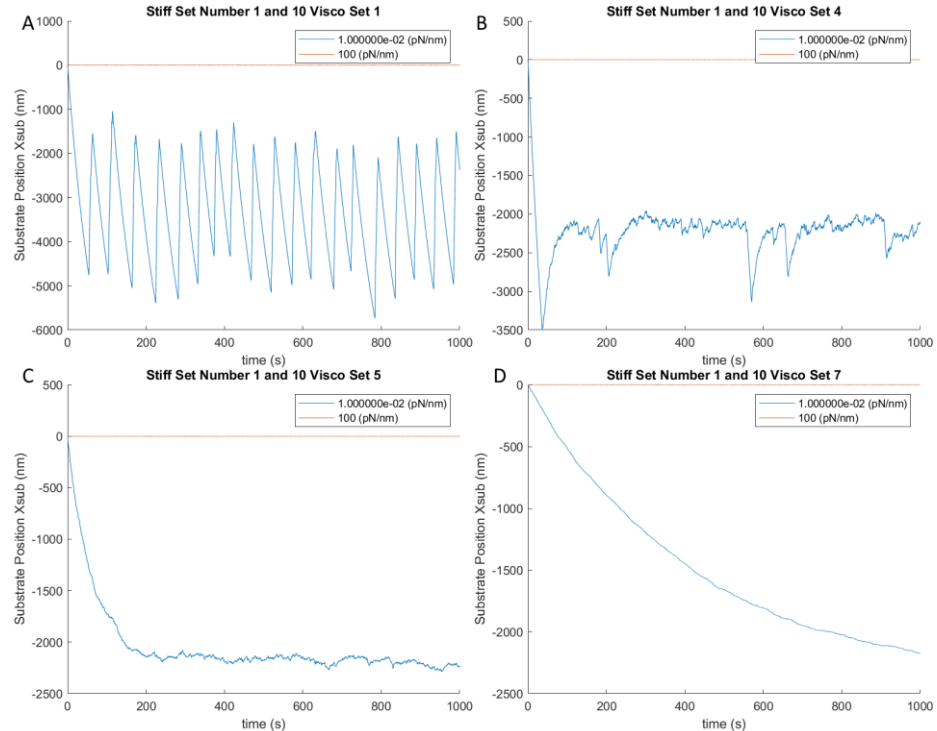 A
Stiff Set Number 1 and 10 Visco Set 1
1000
0
-1000
-2000
-3000
-4000
-5000
-6000
Substrate Position Xsub (nm)
1.000000e-02 (pN/nm)
100 (pN/nm)
0
200
400
600
800
1000
time (s)
B
Stiff Set Number 1 and 10 Visco Set 4
500
0
-500
-1000
-1500
-2000
-2500
-3000
-3500
Substrate Position Xsub (nm)
1.000000e-02 (pN/nm)
100 (pN/nm)
0
200
400
600
800
1000
time (s)
C
Stiff Set Number 1 and 10 Visco Set 5
500
0
-500
-1000
-1500
-2000
-2500
Substrate Position Xsub (nm)
1.000000e-02 (pN/nm)
100 (pN/nm)
0
200
400
600
800
1000
time (s)
D
Stiff Set Number 1 and 10 Visco Set 7
0
-500
-1000
-1500
-2000
-2500
Substrate Position Xsub (nm)
1.000000e-02 (pN/nm)
100 (pN/nm)
0
200
400
600
800
1000
time (s)